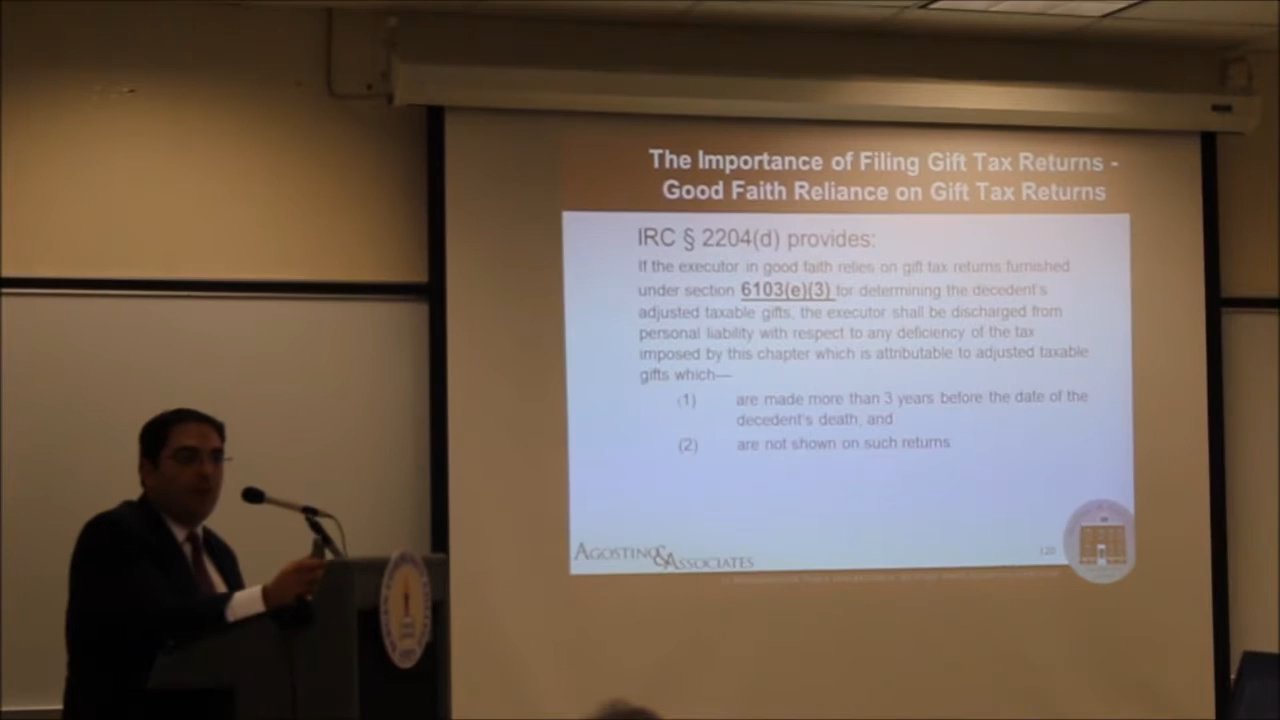 The Importance of Filing Gift Tax Returns -
Good Faith Reliance on Gift Tax Returns
IRC § 2204(d) provides:
If the executor in good faith relies on gift tax returns furnished
under section 6103(e)(3) for determining the decedent's
adjusted taxable gifts, the executor shall be discharged from
personal liability with respect to any deficiency of the tax
imposed by this chapter which is attributable to adjusted taxable
gifts which—
(1) are made more than 3 years before the date of the
decedent's death, and
(2) are not shown on such returns
AGOSTINO & ASSOCIATES
120